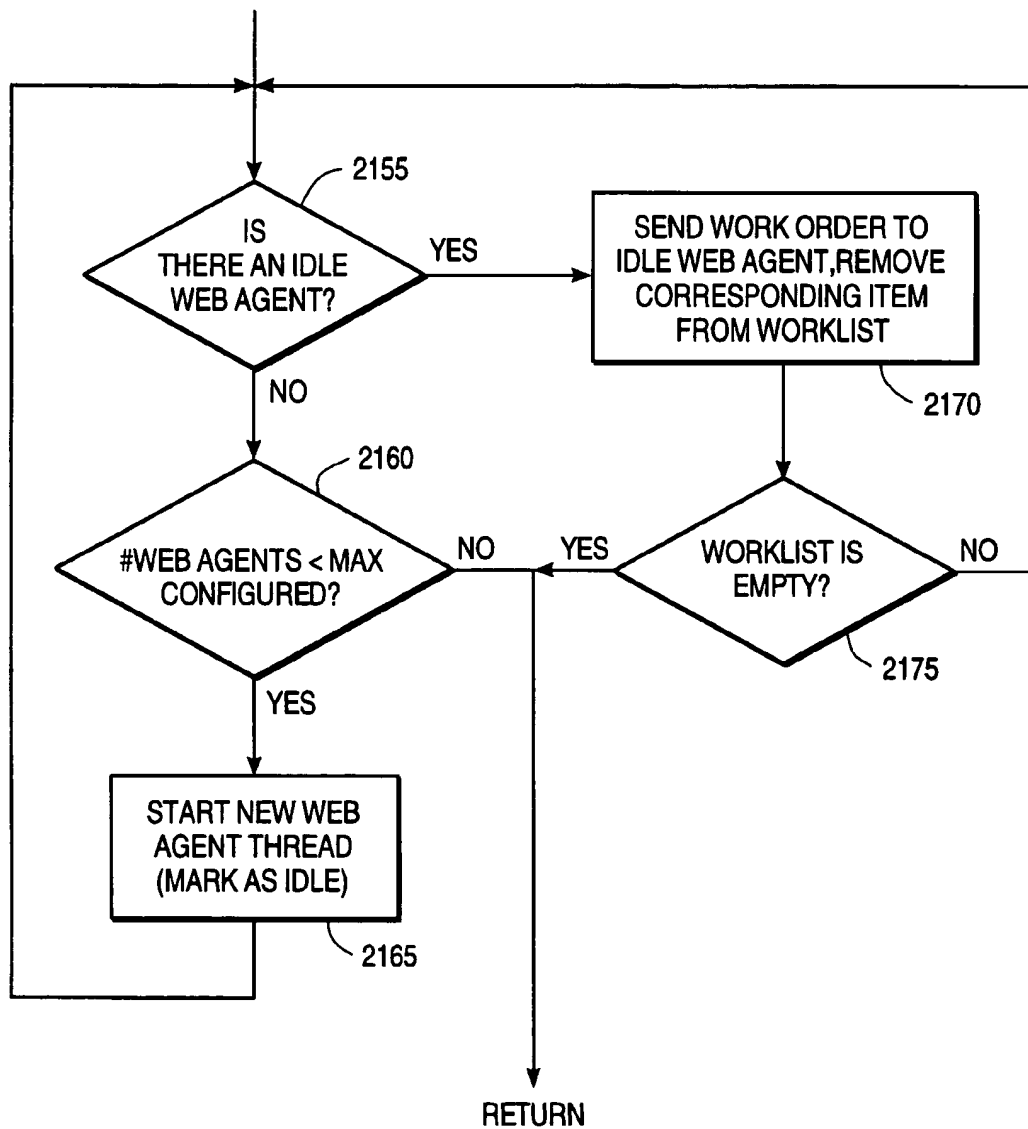 2155
IS
THERE AN IDLE
WEB AGENT?
YES
NO
SEND WORK ORDER TO
IDLE WEB AGENT,REMOVE
CORRESPONDING ITEM
FROM WORKLIST
2170
2160
#WEB AGENTS < MAX
CONFIGURED?
NO
YES
YES
WORKLIST IS
EMPTY?
NO
2175
START NEW WEB
AGENT THREAD
(MARK AS IDLE)
2165
RETURN